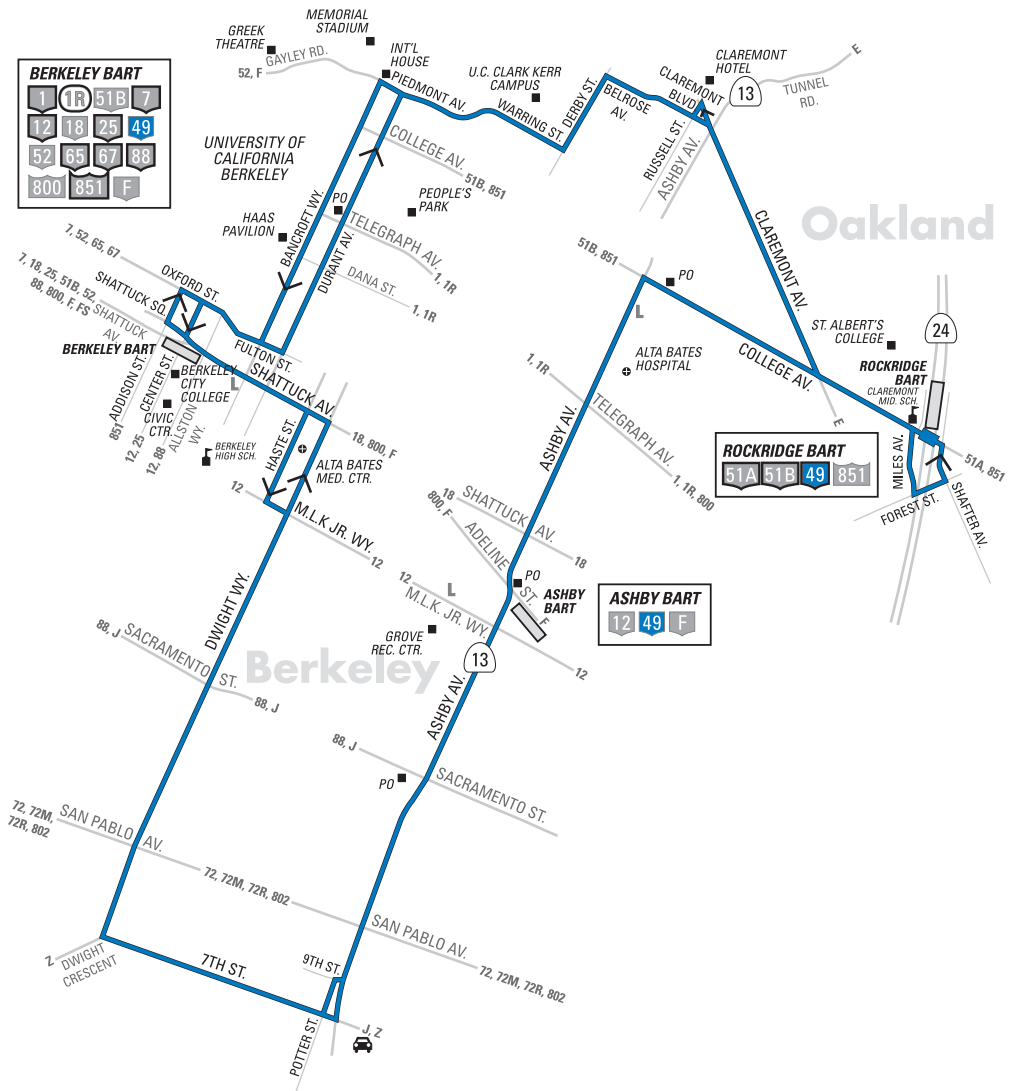 MEMORIAL
STADIUM
GREEK
THEATRE
GAYLEY RD.
52, F
INT'L
HOUSE
PIEDMONT AV.
U.C. CLARK KERR
CAMPUS
WARRING ST.
DERBY ST.
BELROSE
AV.
CLAREMONT
BLVD
CLAREMONT
HOTEL
E
13
TUNNEL
RD.
RUSSELL ST.
ASHBY AV.
BERKELEY BART
1 1R 51B 7
12 18 25 49
52 65 67 88
800 851 F
UNIVERSITY OF
CALIFORNIA
BERKELEY
COLLEGE AV.
51B, 851
PEOPLE'S
PARK
PO
TELEGRAPH AV.
1, 1R
HAAS
PAVILION
BANCROFT WY.
DURANT AV.
DANA ST.
1, 1R
7, 52, 65, 67
OXFORD ST.
SHATTUCK SQ.
7, 18, 25, 51B, 52,
88, 800, F, FS
SHATTUCK
AV.
BERKELEY BART
FULTON ST.
SHATTUCK AV.
ADDISON ST.
851
CENTER ST.
12, 25
ALLSTON
WY.
12, 88
BERKELEY
CITY
COLLEGE
CIVIC
CTR.
L
BERKELEY
HIGH SCH.
HASTE ST.
18, 800, F
ALTA BATES
MED. CTR.
12
M.L.K JR. WY.
12
Oakland
CLAREMONT AV.
51B, 851
PO
L
ALTA BATES
HOSPITAL
COLLEGE AV.
ST. ALBERT'S
COLLEGE
24
ROCKRIDGE
BART
CLAREMONT
MID. SCH.
E
MILES AV.
51A, 851
FOREST ST.
SHAFTER AV.
ROCKRIDGE BART
51A 51B 49 851
1, 1R
TELEGRAPH AV.
1, 1R, 800
ASHBY AV.
18
SHATTUCK AV.
18
800, F
ADELINE ST.
F
PO
ASHBY
BART
ASHBY BART
12 49 F
12
L
M.L.K. JR. WY.
12
GROVE
REC. CTR.
Berkeley
13
ASHBY AV.
DWIGHT WY.
88, J
SACRAMENTO ST.
88, J
88, J
PO
SACRAMENTO ST.
72, 72M,
72R, 802
SAN PABLO AV.
72, 72M, 72R, 802
SAN PABLO AV.
72, 72M, 72R, 802
Z
DWIGHT
CRESCENT
7TH ST.
9TH ST.
POTTER ST.
J, Z